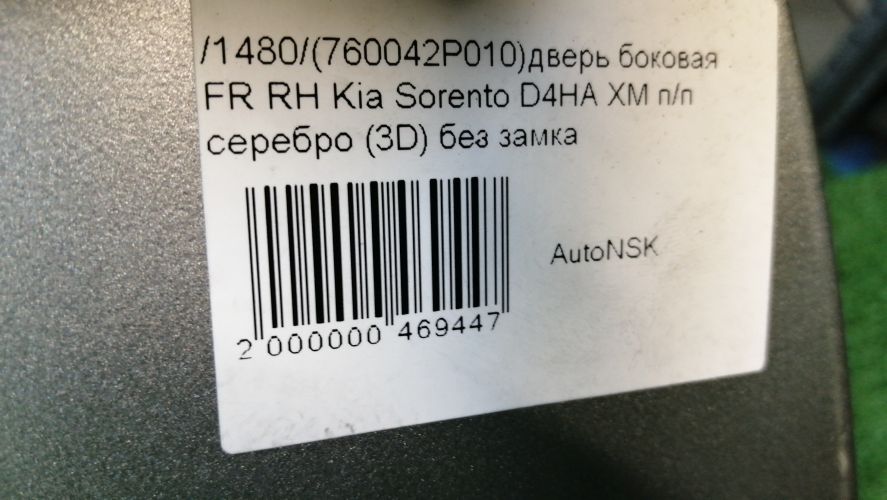 /1480/(760042P010)дверь боковая
FR RH Kia Sorento D4HA XM п/п
серебро (3D) без замка
AutoNSK
2 000000 469447